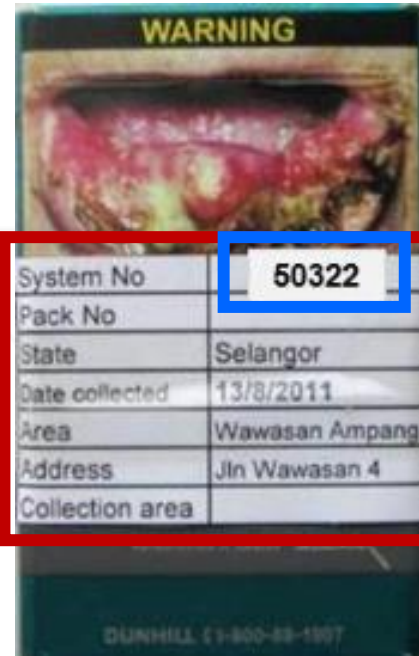 WARNING
System No 50322
Pack No
State Selangor
Date collected 13/8/2011
Area Wawasan Ampang
Address Jln Wawasan 4
Collection area
DUNHILL